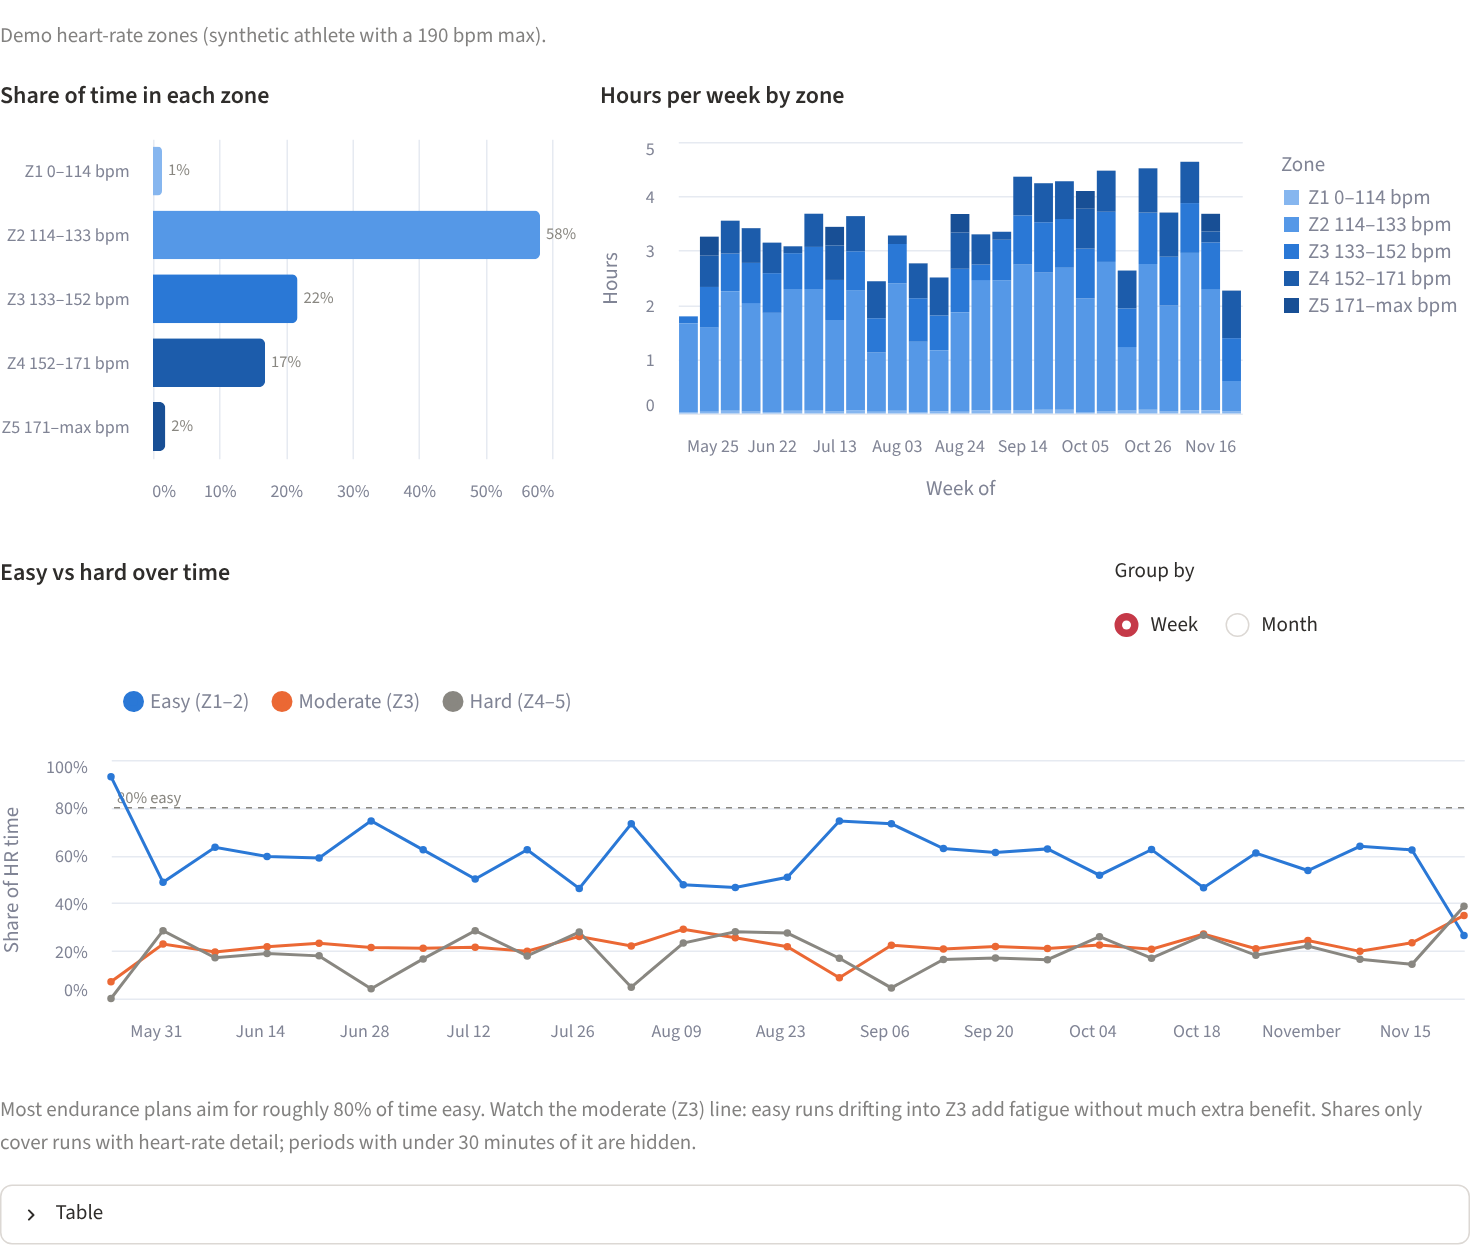 Demo heart-rate zones (synthetic athlete with a 190 bpm max).
Share of time in each zone
Z1 0–114 bpm
1%
Z2 114–133 bpm
58%
Z3 133–152 bpm
22%
Z4 152–171 bpm
17%
Z5 171–max bpm
2%
0% 10% 20% 30% 40% 50% 60%
Hours per week by zone
Hours
5
4
3
2
1
0
May 25 Jun 22 Jul 13 Aug 03 Aug 24 Sep 14 Oct 05 Oct 26 Nov 16
Week of
Zone
Z1 0–114 bpm
Z2 114–133 bpm
Z3 133–152 bpm
Z4 152–171 bpm
Z5 171–max bpm
Easy vs hard over time
Group by
Week Month
Easy (Z1–2) Moderate (Z3) Hard (Z4–5)
Share of HR time
100%
80% easy
80%
60%
40%
20%
0%
May 31 Jun 14 Jun 28 Jul 12 Jul 26 Aug 09 Aug 23 Sep 06 Sep 20 Oct 04 Oct 18 November Nov 15
Most endurance plans aim for roughly 80% of time easy. Watch the moderate (Z3) line: easy runs drifting into Z3 add fatigue without much extra benefit. Shares only
cover runs with heart-rate detail; periods with under 30 minutes of it are hidden.
Table